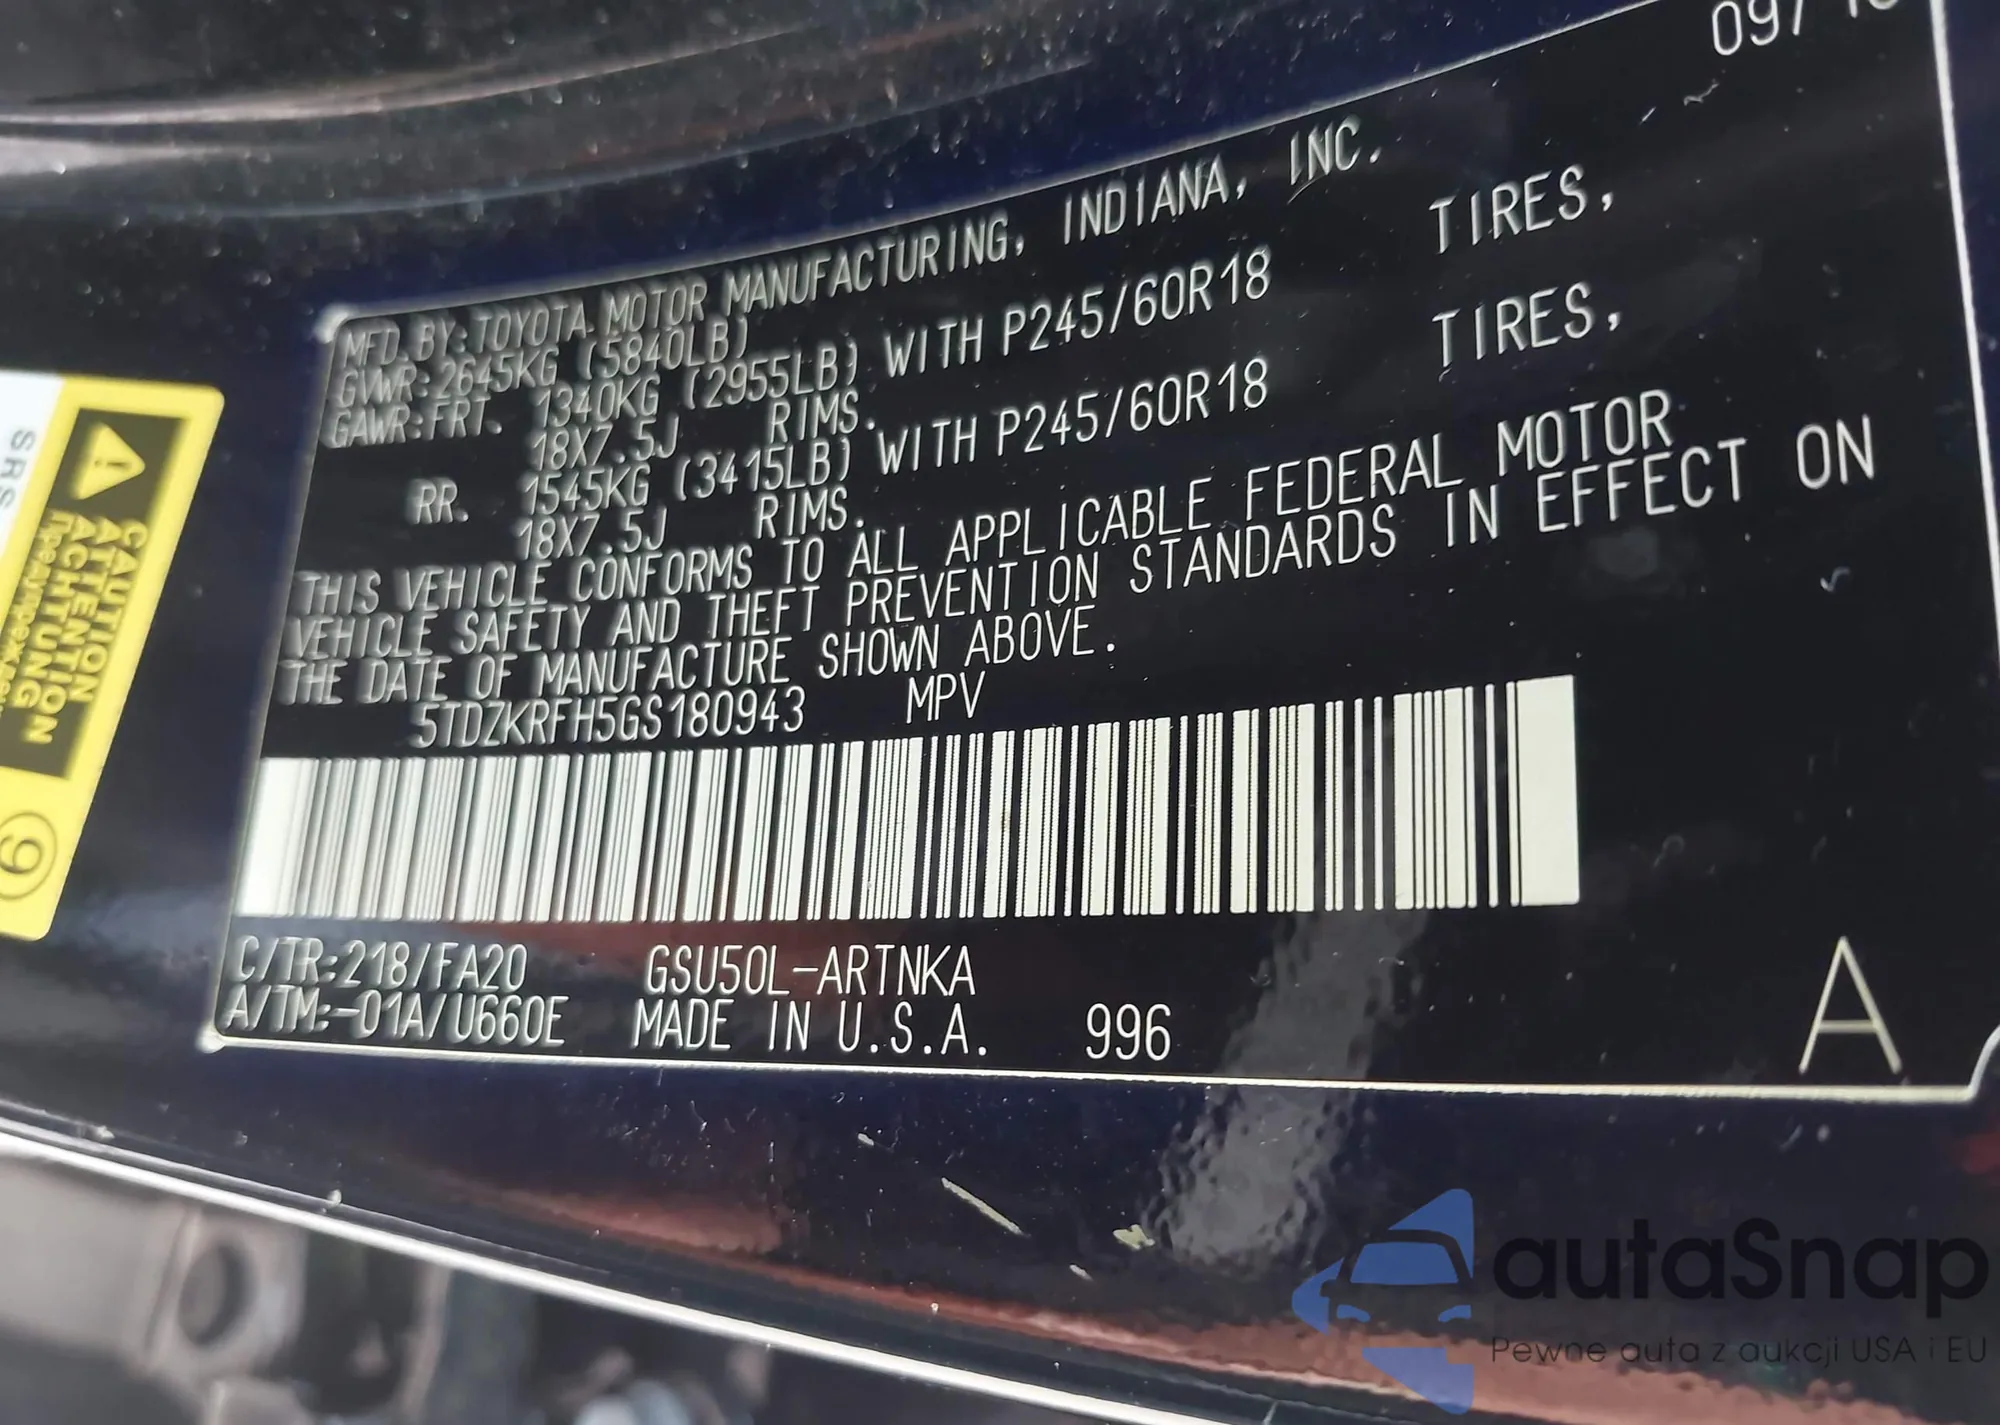 MFD.BY:TOYOTA MOTOR MANUFACTURING, INDIANA, INC.
GVWR:2645KG (5840LB)
GAWR:FRT. 1340KG (2955LB) WITH P245/60R18 TIRES,
18X7.5J RIMS.
RR. 1545KG (3415LB) WITH P245/60R18 TIRES,
18X7.5J RIMS.
THIS VEHICLE CONFORMS TO ALL APPLICABLE FEDERAL MOTOR
VEHICLE SAFETY AND THEFT PREVENTION STANDARDS IN EFFECT ON
THE DATE OF MANUFACTURE SHOWN ABOVE.
5TDZKRFH5GS180943 MPV
C/TR:218/FA20 GSU50L-ARTNKA
A/TM:-01A/U660E MADE IN U.S.A. 996
A
SRS
CAUTION
ATTENTION
ACHTUNG
9
autaSnap
Pewne auta z aukcji USA i EU